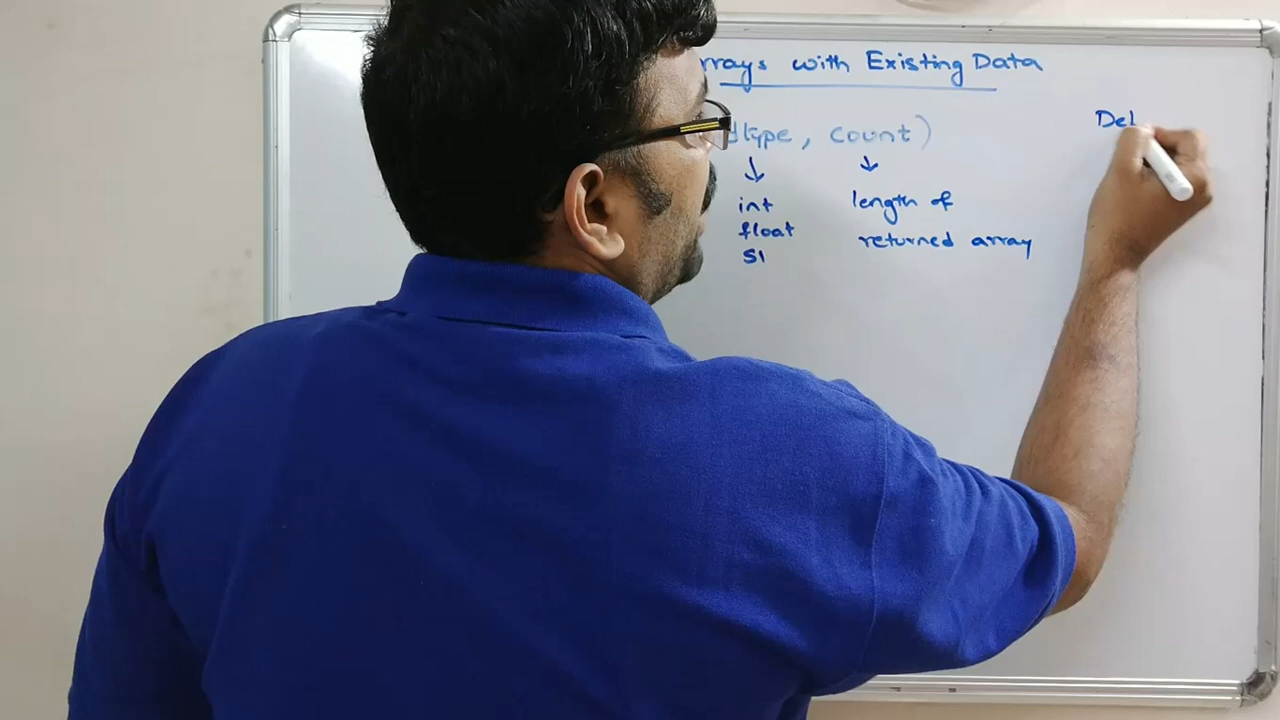 rrays with Existing Data
dtype, count)
↓ ↓
int length of
float returned array
S1
Del